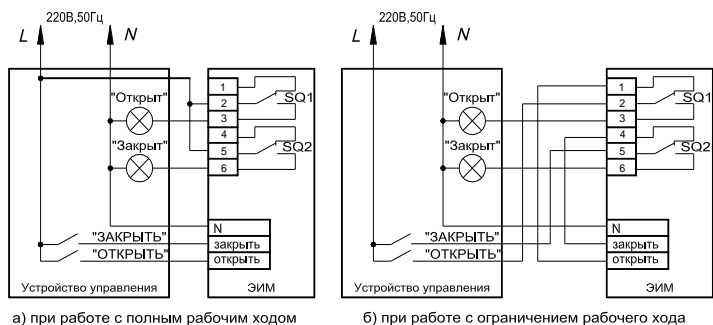 220В,50Гц
L N
"Открыт"
"Закрыт"
1
2
3
4
5
6
SQ1
SQ2
N
"ЗАКРЫТЬ" закрыть
"ОТКРЫТЬ" открыть
Устройство управления ЭИМ
а) при работе с полным рабочим ходом
220В,50Гц
L N
"Открыт"
"Закрыт"
1
2
3
4
5
6
SQ1
SQ2
N
"ЗАКРЫТЬ" закрыть
"ОТКРЫТЬ" открыть
Устройство управления ЭИМ
б) при работе с ограничением рабочего хода